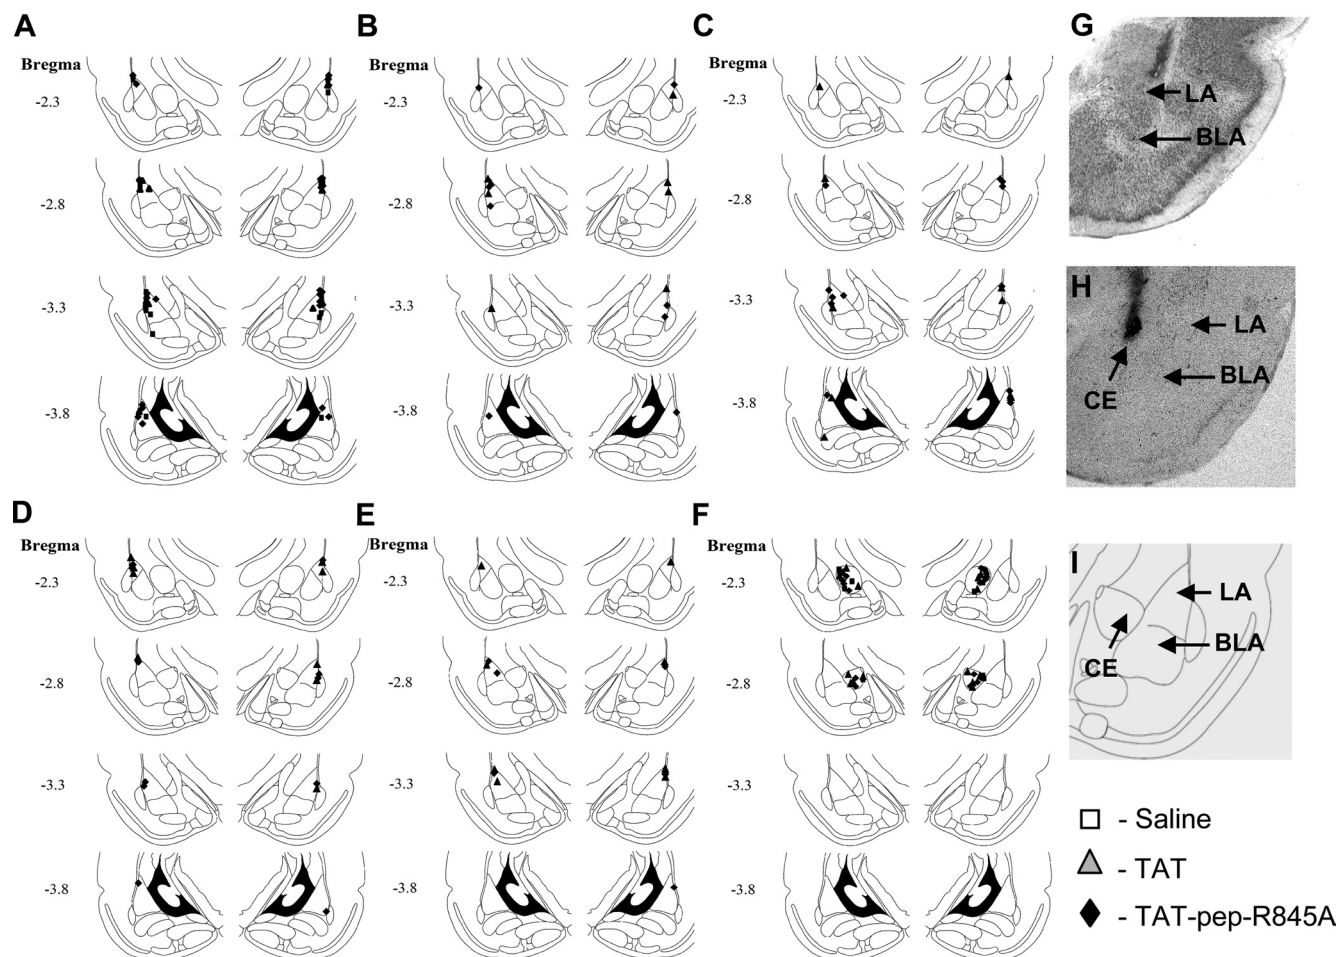 A
Bregma
-2.3
-2.8
-3.3
-3.8
B
Bregma
-2.3
-2.8
-3.3
-3.8
C
Bregma
-2.3
-2.8
-3.3
-3.8
G
LA
BLA
H
LA
BLA
CE
D
Bregma
-2.3
-2.8
-3.3
-3.8
E
Bregma
-2.3
-2.8
-3.3
-3.8
F
Bregma
-2.3
-2.8
-3.3
-3.8
I
LA
BLA
CE
- Saline
- TAT
- TAT-pep-R845A